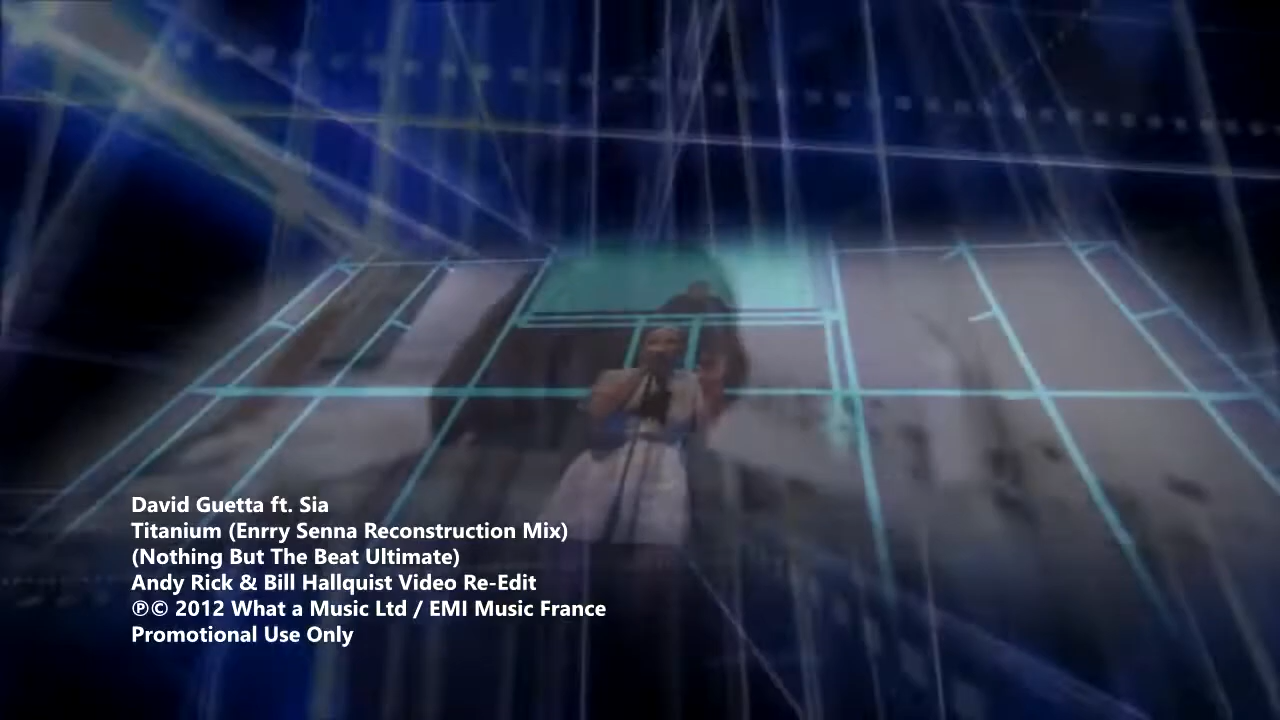 David Guetta ft. Sia
Titanium (Enrry Senna Reconstruction Mix)
(Nothing But The Beat Ultimate)
Andy Rick & Bill Hallquist Video Re-Edit
℗© 2012 What a Music Ltd / EMI Music France
Promotional Use Only